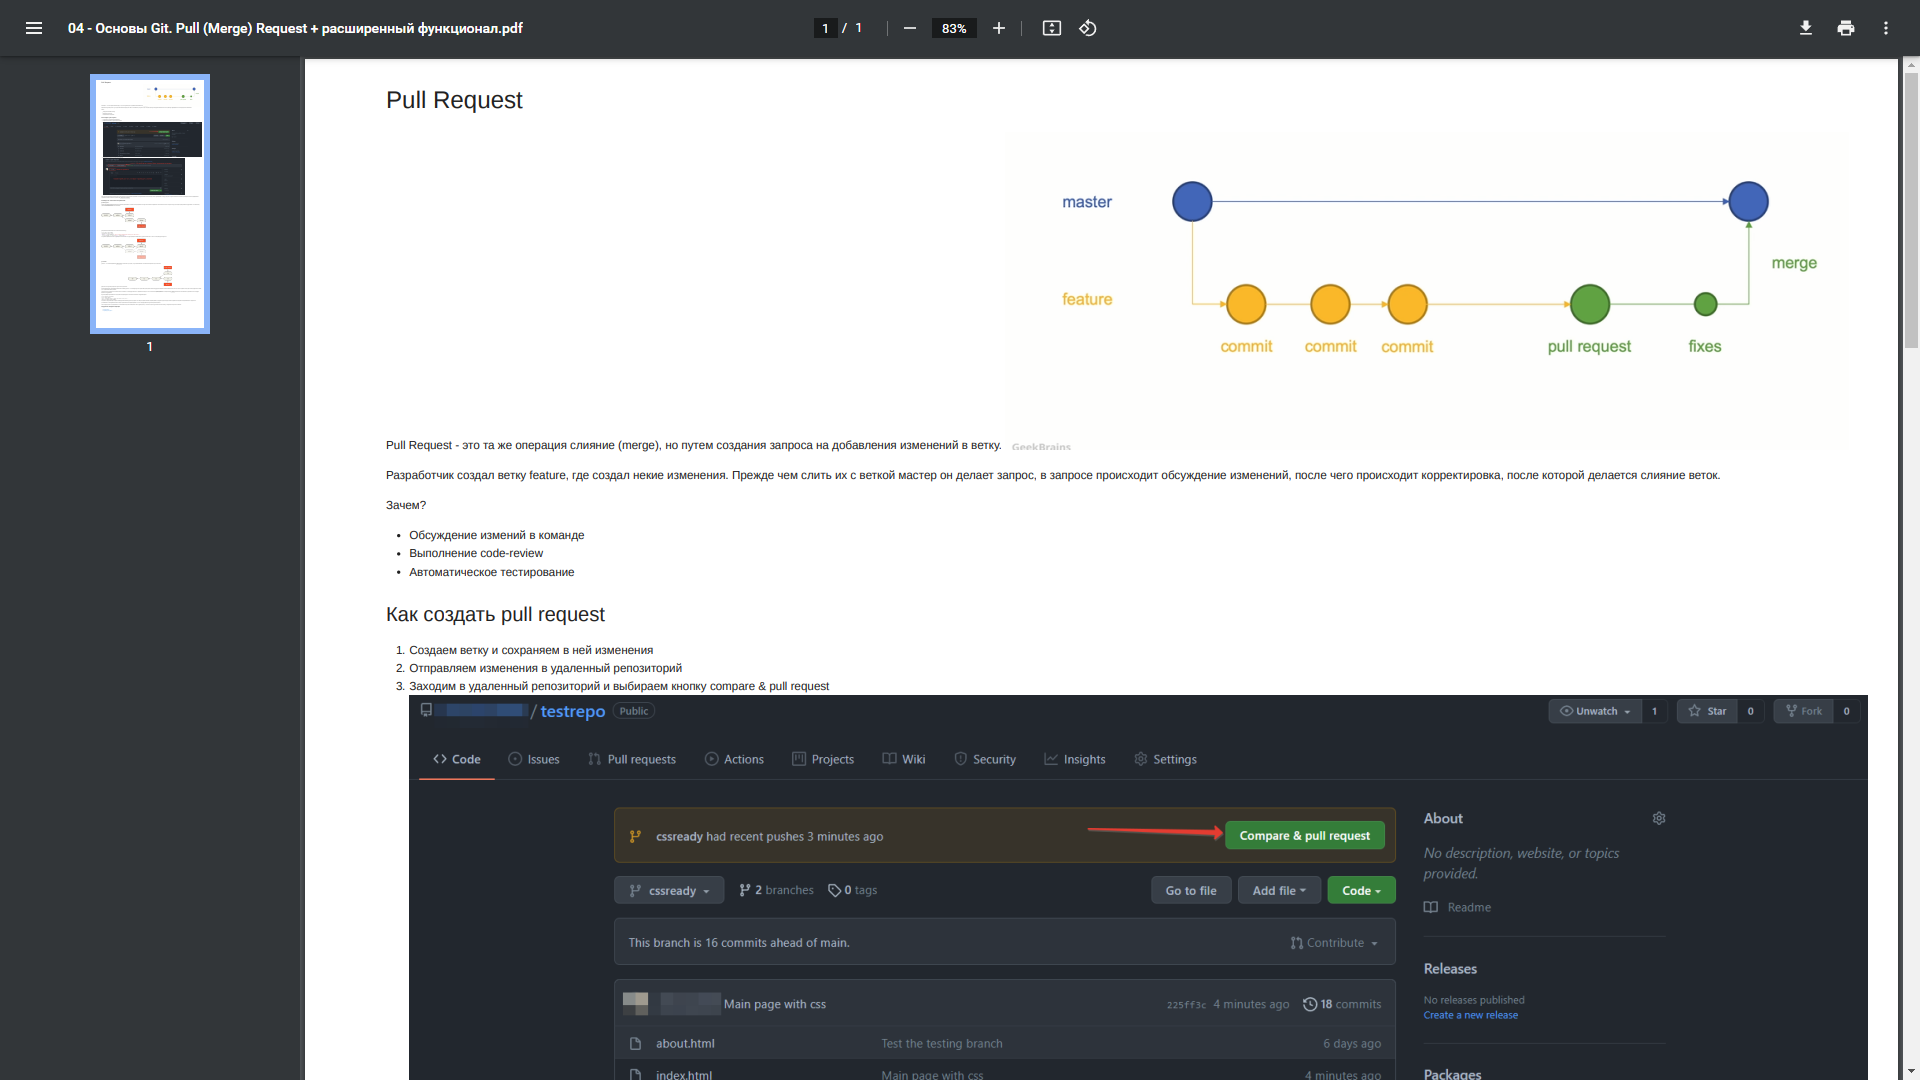 04 - Основы Git. Pull (Merge) Request + расширенный функционал.pdf
1 / 1
83%
1
Pull Request
master
merge
feature
commit
commit
commit
pull request
fixes
Pull Request - это та же операция слияние (merge), но путем создания запроса на добавления изменений в ветку.
GeekBrains
Разработчик создал ветку feature, где создал некие изменения. Прежде чем слить их с веткой мастер он делает запрос, в запросе происходит обсуждение изменений, после чего происходит корректировка, после которой делается слияние веток.
Зачем?
• Обсуждение измений в команде
• Выполнение code-review
• Автоматическое тестирование
Как создать pull request
1. Создаем ветку и сохраняем в ней изменения
2. Отправляем изменения в удаленный репозиторий
3. Заходим в удаленный репозиторий и выбираем кнопку compare & pull request
/ testrepo Public
Unwatch 1 Star 0 Fork 0
Code Issues Pull requests Actions Projects Wiki Security Insights Settings
cssready had recent pushes 3 minutes ago
Compare & pull request
About
No description, website, or topics
provided.
cssready 2 branches 0 tags
Go to file Add file Code
Readme
This branch is 16 commits ahead of main.
Contribute
Releases
No releases published
Create a new release
Main page with css
225ff3c 4 minutes ago 18 commits
about.html Test the testing branch 6 days ago
index.html Main page with css 4 minutes ago
Packages